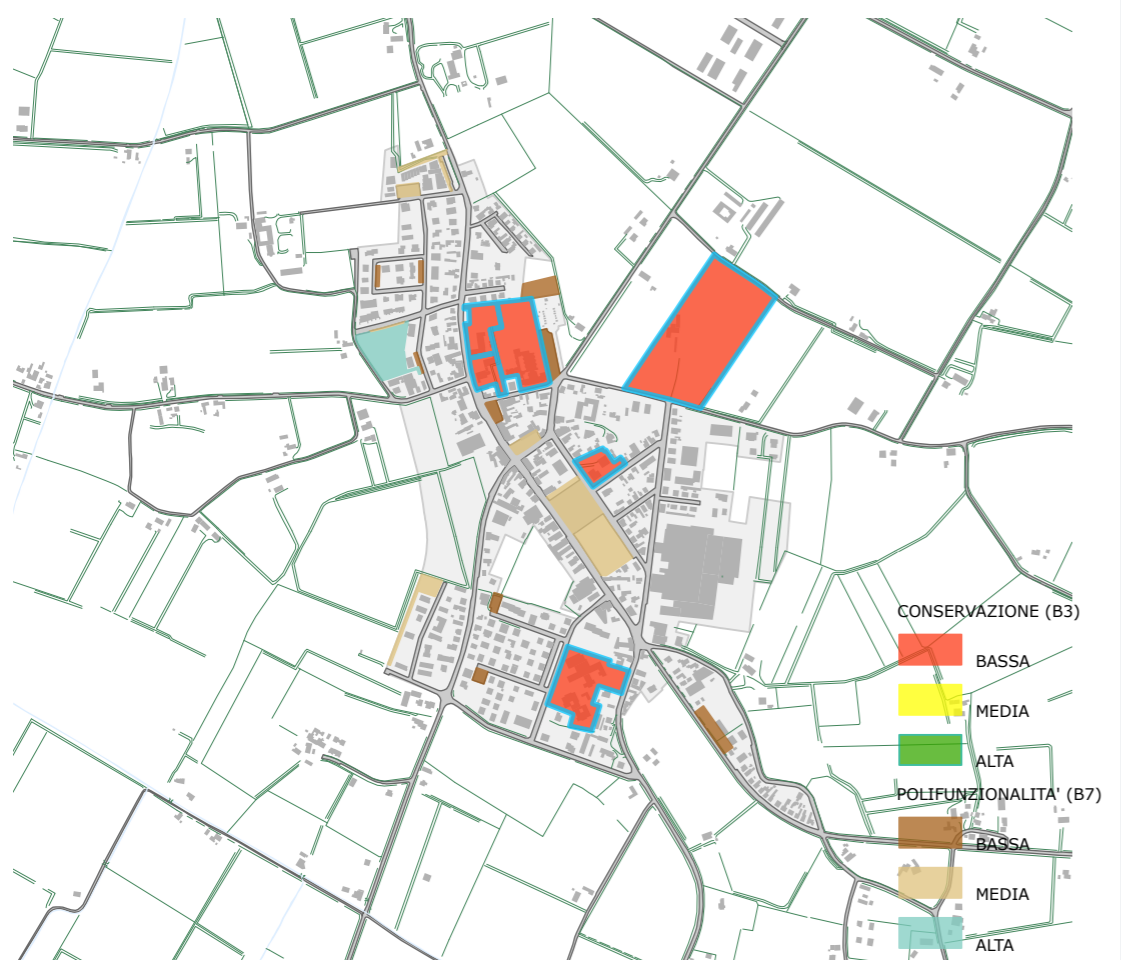 CONSERVAZIONE (B3)
BASSA
MEDIA
ALTA
POLIFUNZIONALITA' (B7)
BASSA
MEDIA
ALTA